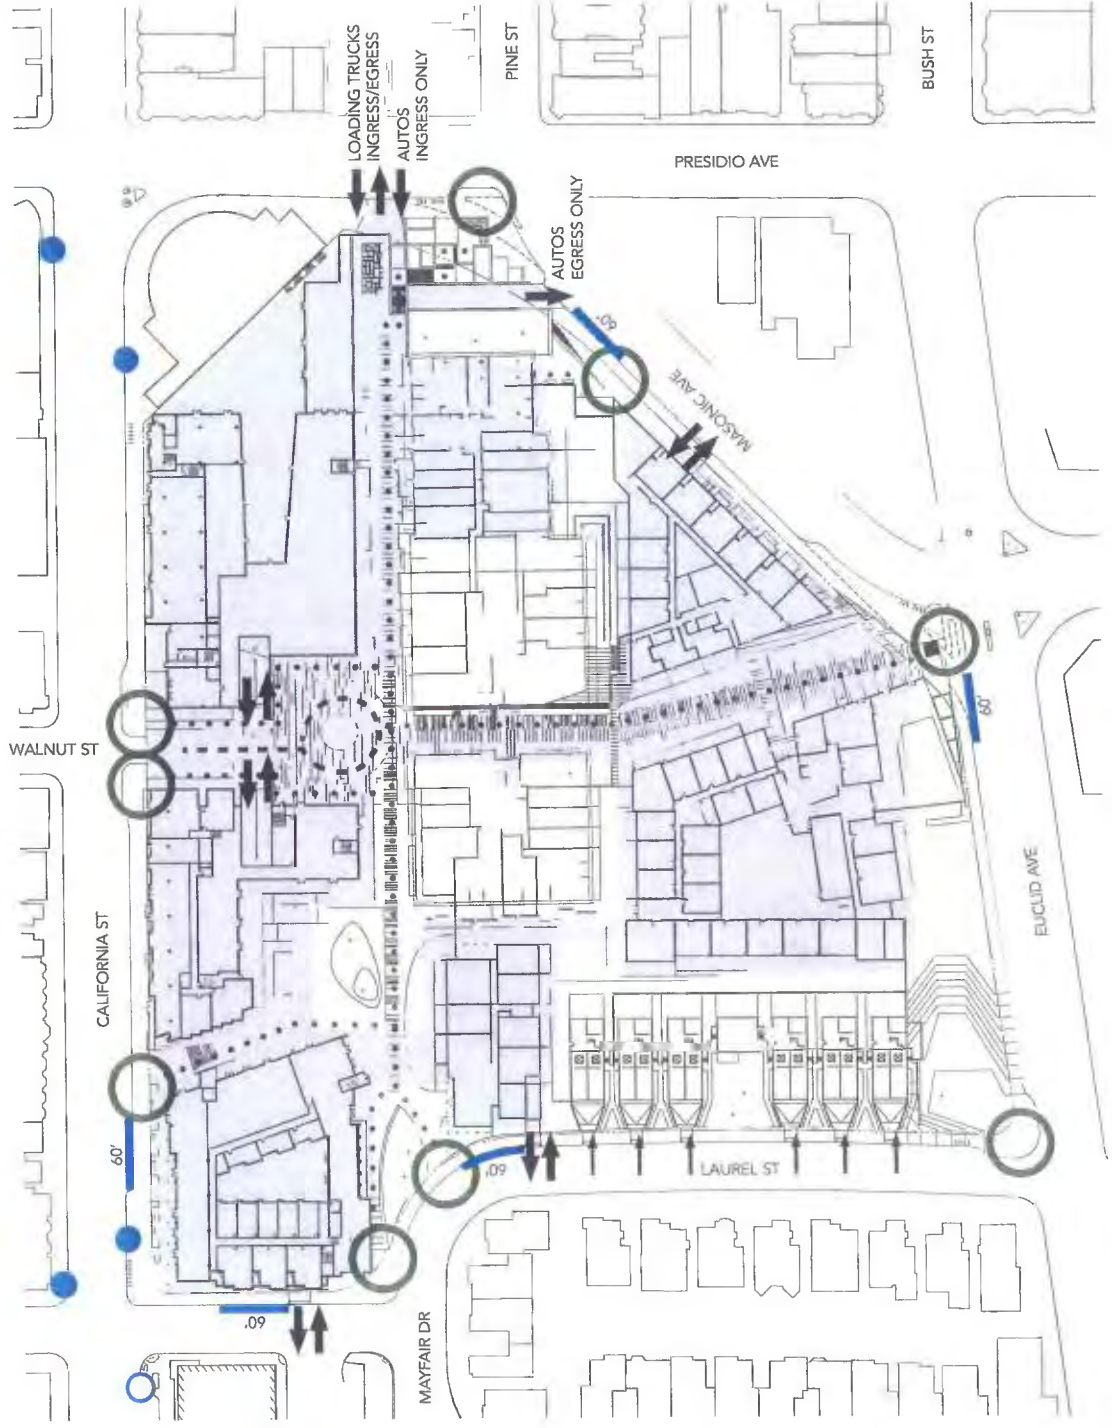 LOADING TRUCKS
INGRESS/EGRESS
AUTOS
INGRESS ONLY
PINE ST
BUSH ST
PRESIDIO AVE
AUTOS
EGRESS ONLY
60'
MASONIC AVE
WALNUT ST
60'
EUCLID AVE
CALIFORNIA ST
60'
60'
LAUREL ST
60'
MAYFAIR DR